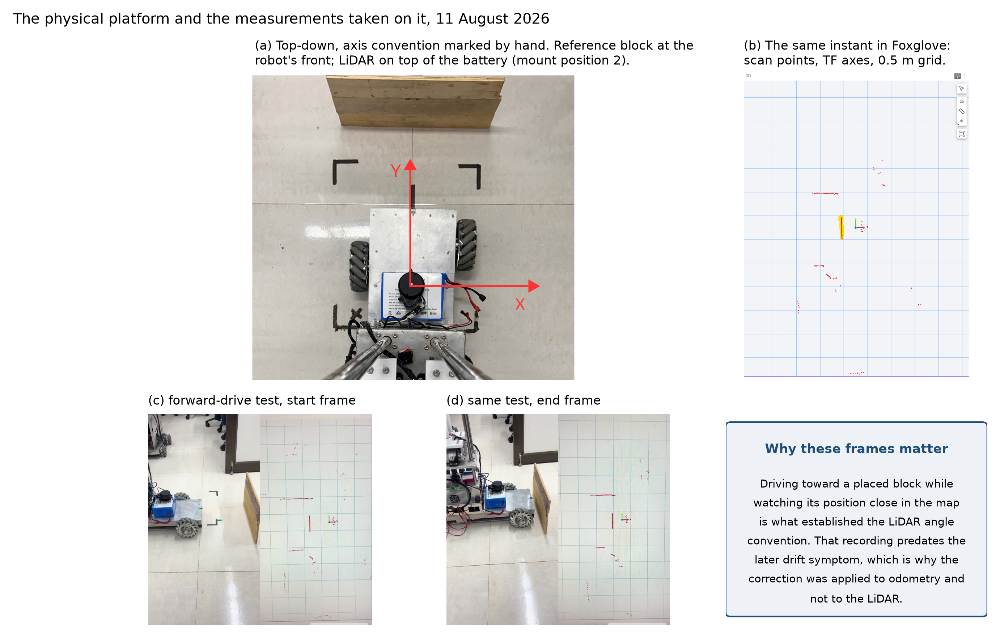 The physical platform and the measurements taken on it, 11 August 2026
(a) Top-down, axis convention marked by hand. Reference block at the
robot's front; LiDAR on top of the battery (mount position 2).
(b) The same instant in Foxglove:
scan points, TF axes, 0.5 m grid.
3D
3D
Y
X
(c) forward-drive test, start frame
(d) same test, end frame
Why these frames matter
Driving toward a placed block while
watching its position close in the map
is what established the LiDAR angle
convention. That recording predates the
later drift symptom, which is why the
correction was applied to odometry and
not to the LiDAR.